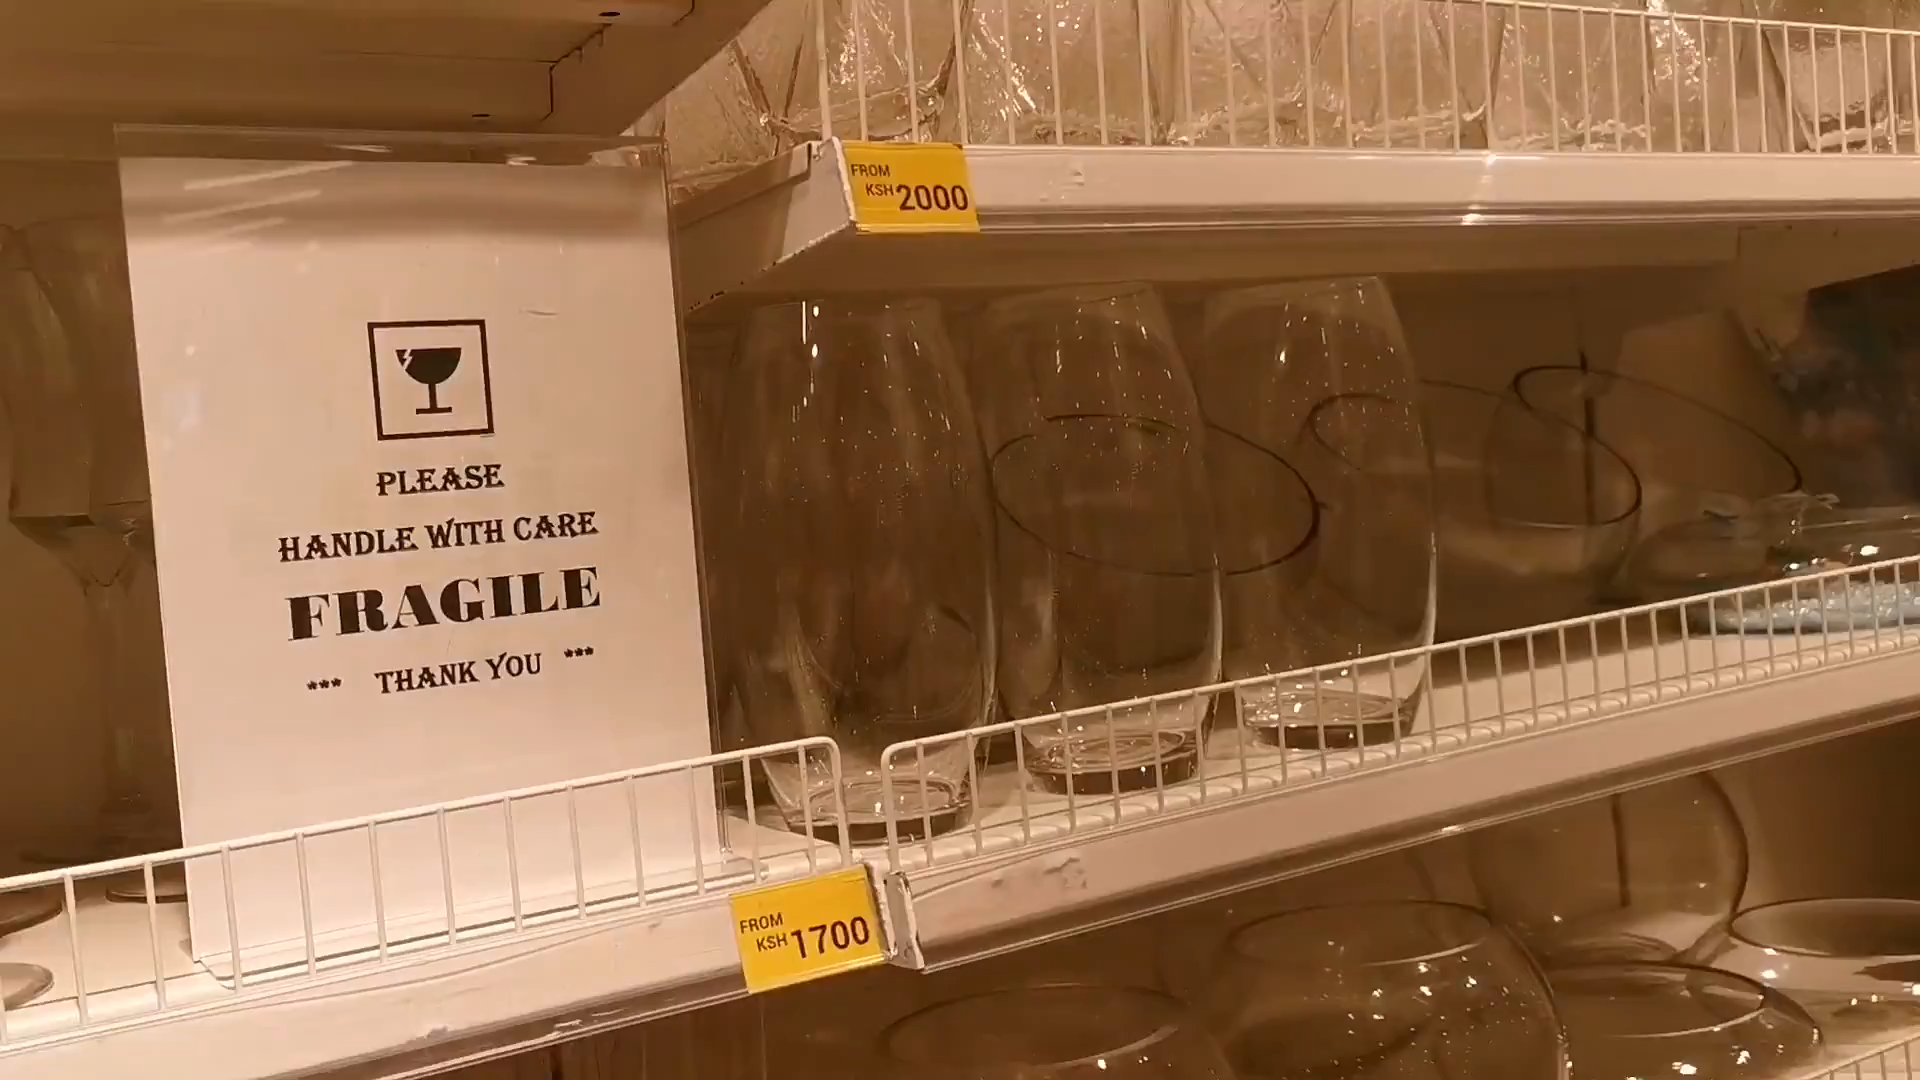 PLEASE
HANDLE WITH CARE
FRAGILE
*** THANK YOU ***
FROM
KSH 2000
FROM
KSH 1700